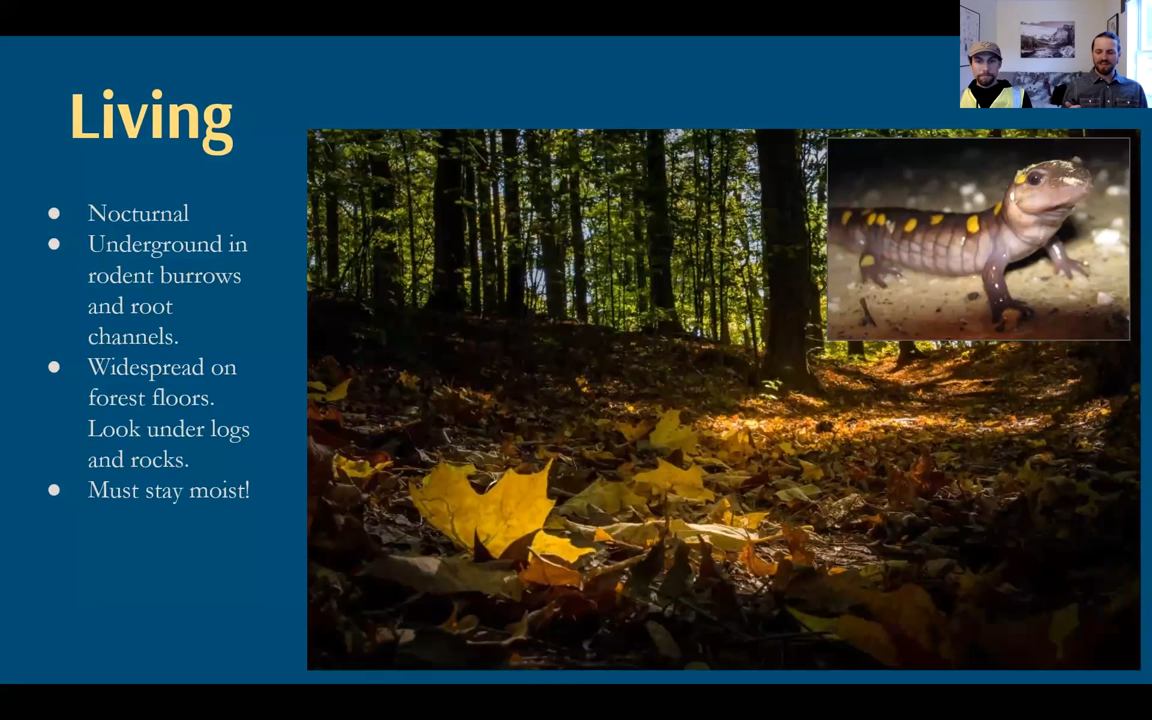 Living
● Nocturnal
● Underground in
rodent burrows
and root
channels.
● Widespread on
forest floors.
Look under logs
and rocks.
● Must stay moist!